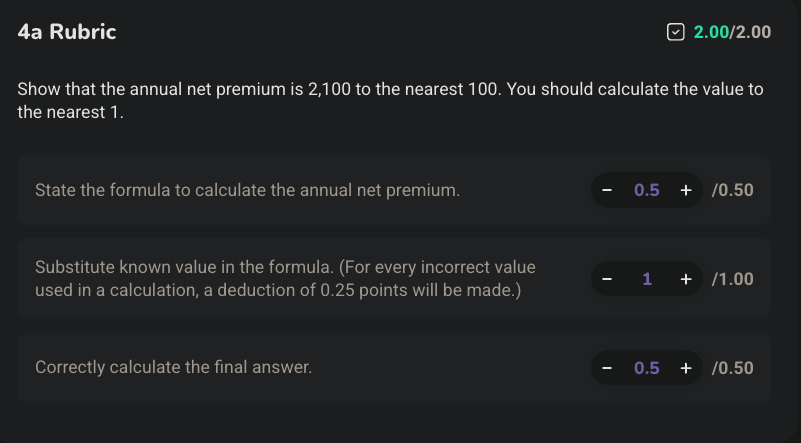 4a Rubric
2.00/2.00
Show that the annual net premium is 2,100 to the nearest 100. You should calculate the value to
the nearest 1.
State the formula to calculate the annual net premium.
− 0.5 + /0.50
Substitute known value in the formula. (For every incorrect value
used in a calculation, a deduction of 0.25 points will be made.)
− 1 + /1.00
Correctly calculate the final answer.
− 0.5 + /0.50